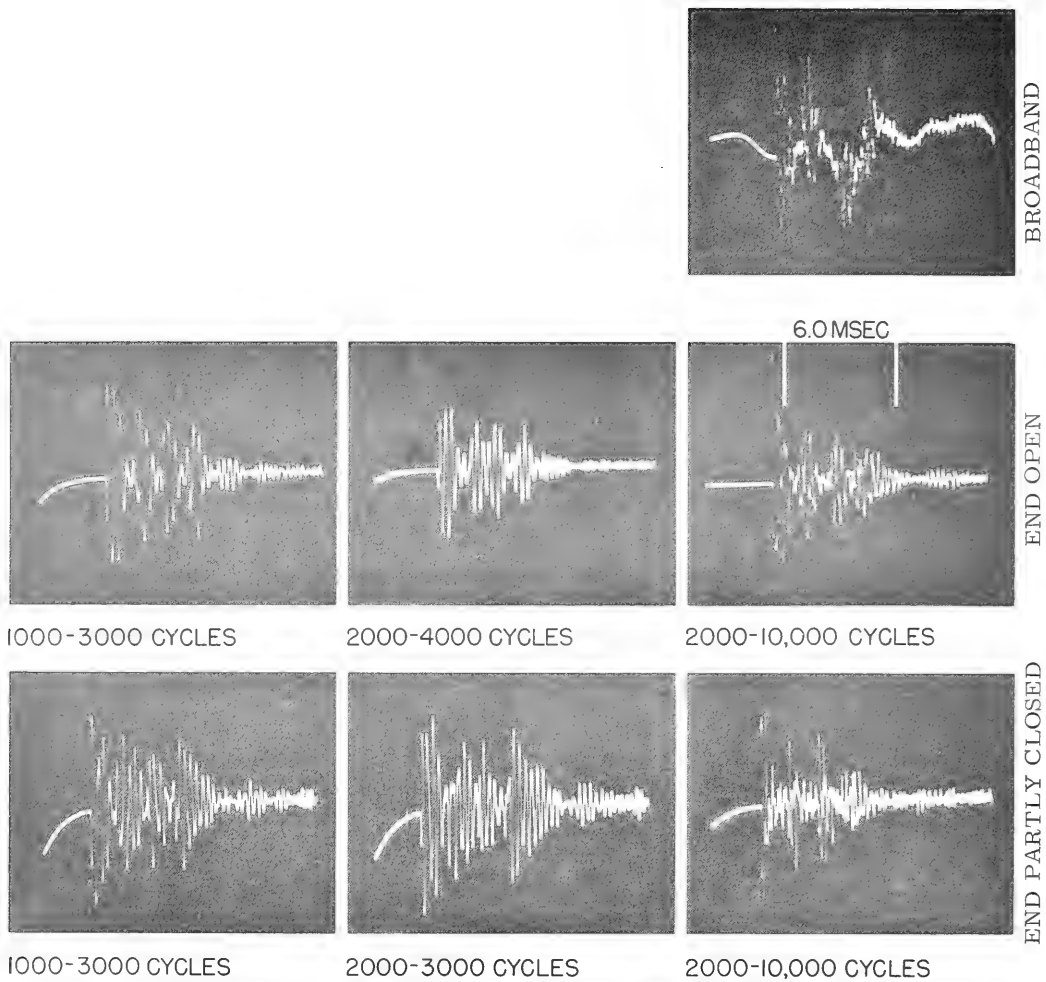 BROADBAND
6.0 MSEC
END OPEN
1000-3000 CYCLES
2000-4000 CYCLES
2000-10,000 CYCLES
END PARTLY CLOSED
1000-3000 CYCLES
2000-3000 CYCLES
2000-10,000 CYCLES